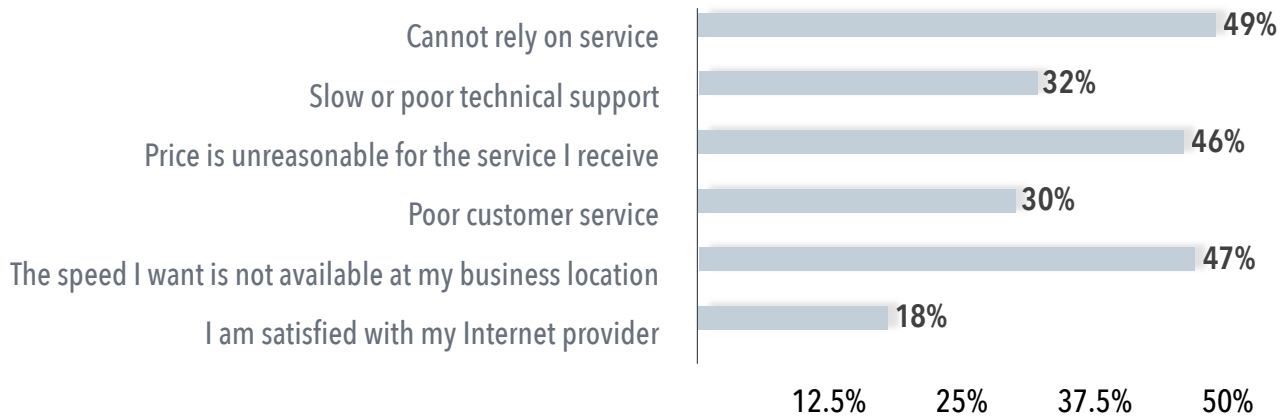 Cannot rely on service 49%
Slow or poor technical support 32%
Price is unreasonable for the service I receive 46%
Poor customer service 30%
The speed I want is not available at my business location 47%
I am satisfied with my Internet provider 18%
12.5% 25% 37.5% 50%